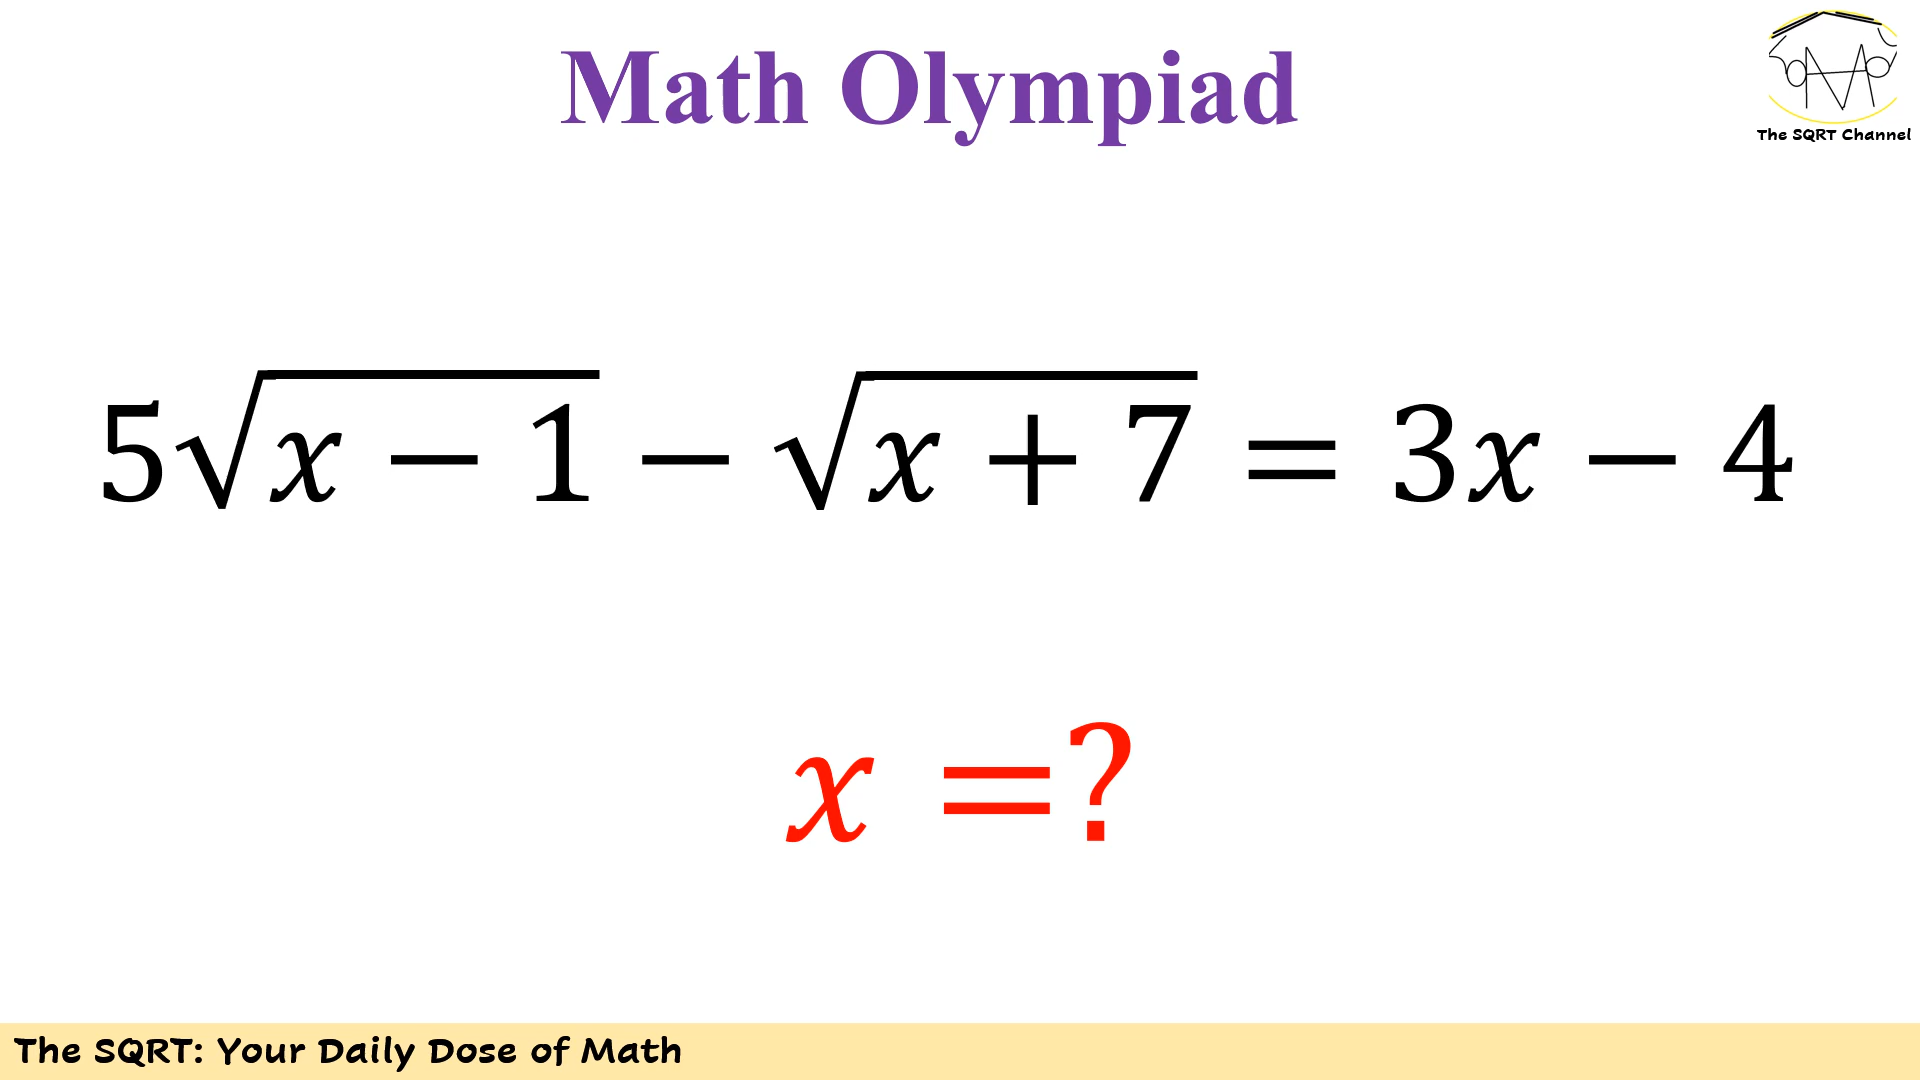 Math Olympiad
The SQRT Channel
5√(x − 1) − √(x + 7) = 3x − 4
x =?
The SQRT: Your Daily Dose of Math